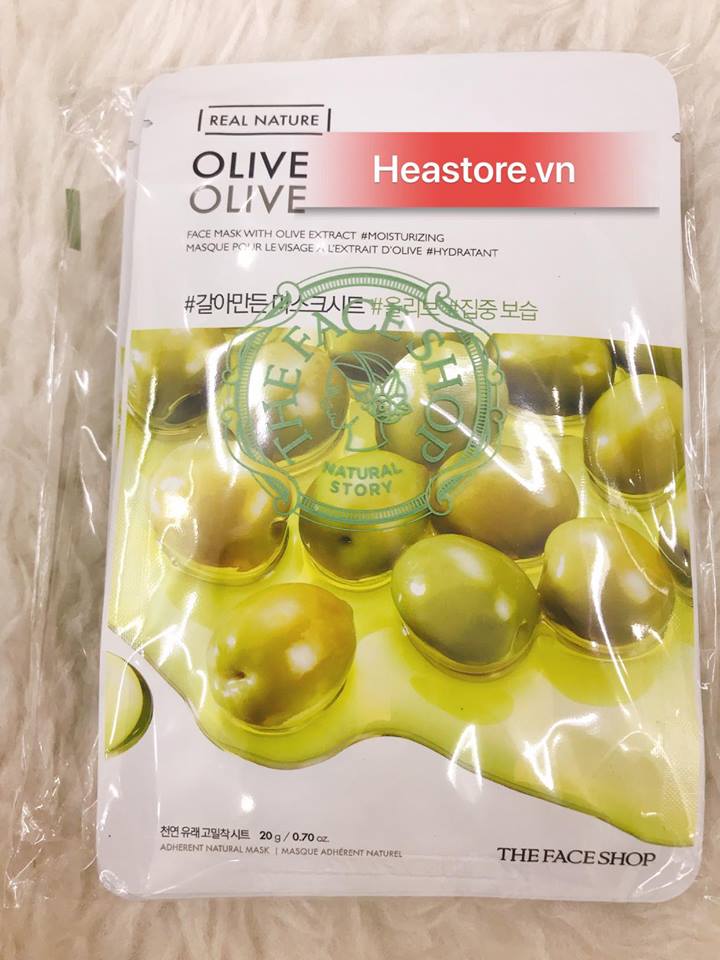 REAL NATURE
OLIVE
OLIVE
Heastore.vn
FACE MASK WITH OLIVE EXTRACT #MOISTURIZING
MASQUE POUR LE VISAGE À L'EXTRAIT D'OLIVE #HYDRATANT
#갈아만든 마스크시트 #올리브 #집중 보습
THE FACE SHOP
NATURAL
STORY
천연 유래 고밀착 시트 20 g / 0.70 oz.
ADHERENT NATURAL MASK | MASQUE ADHÉRENT NATUREL
THE FACE SHOP